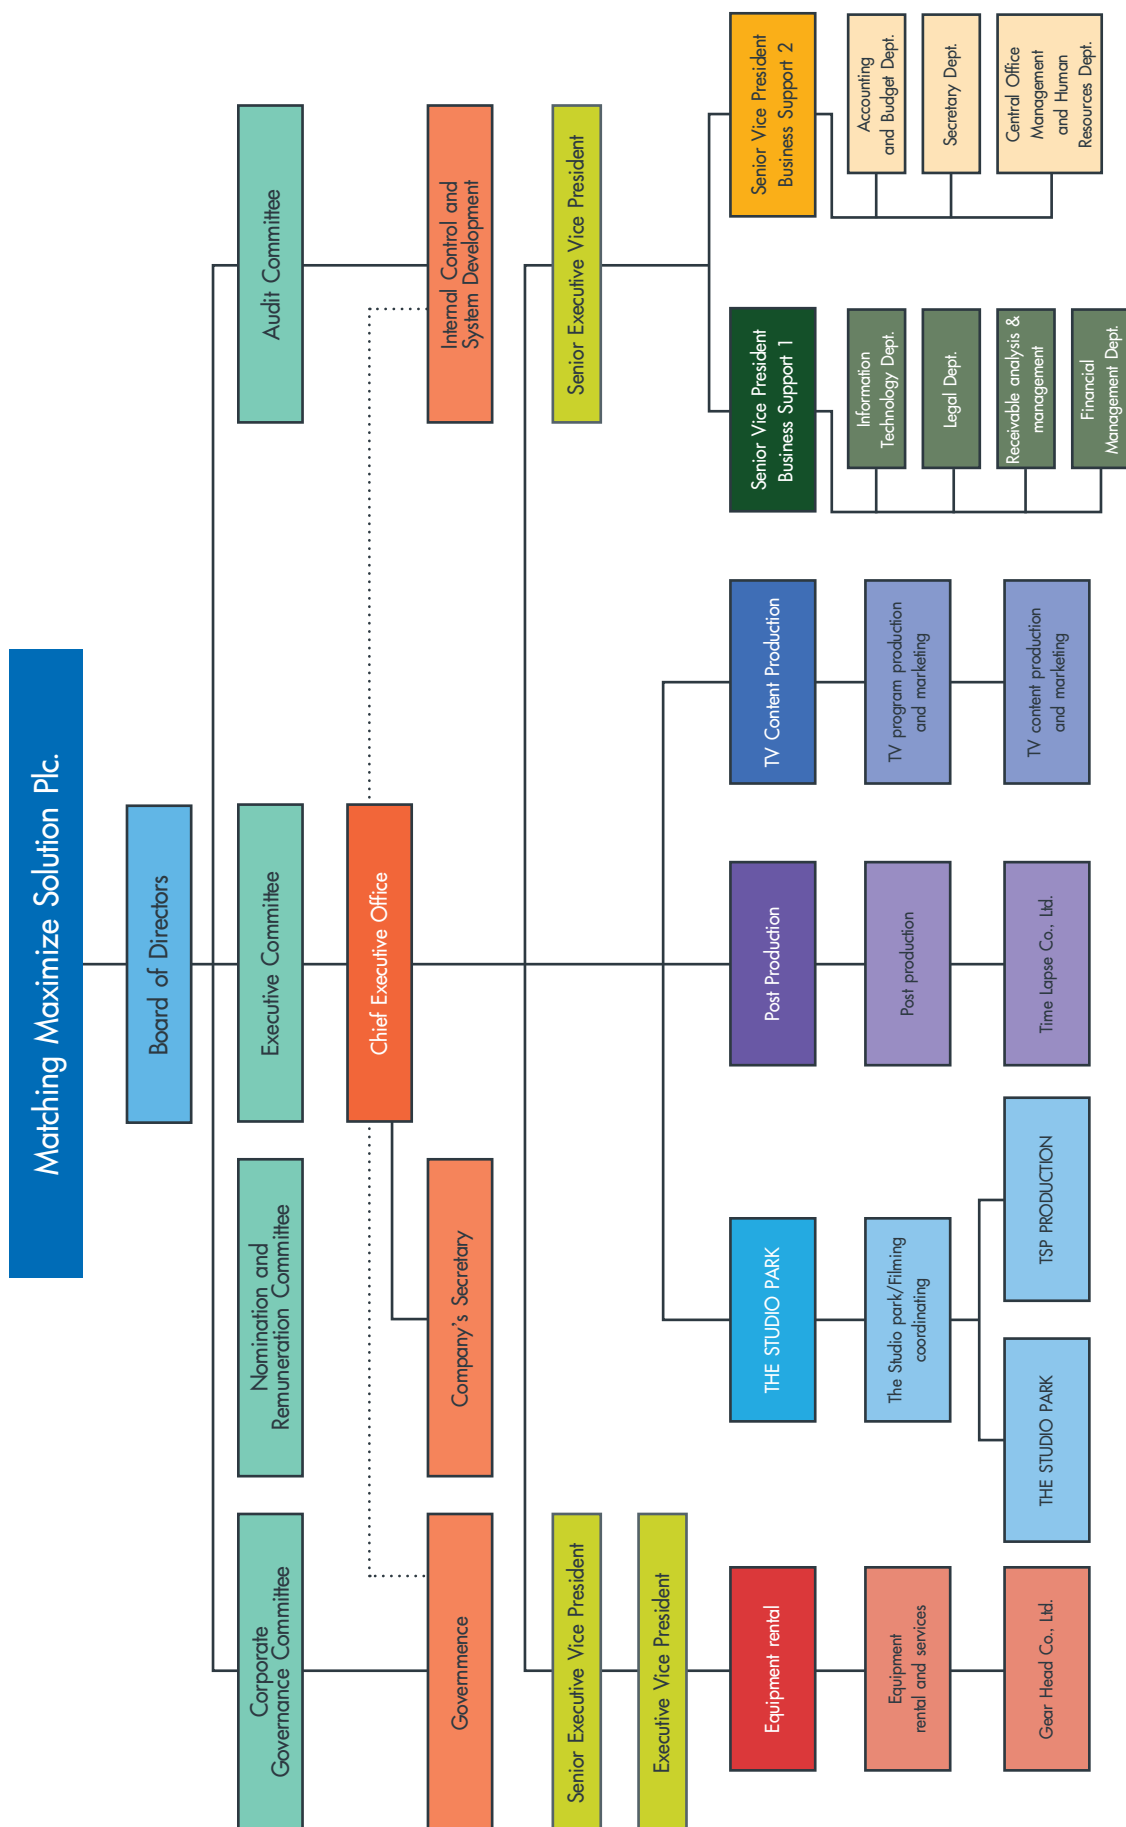 Matching Maximize Solution Plc.
Board of Directors
Corporate
Governance Committee
Nomination and
Remuneration Committee
Executive Committee
Audit Committee
Chief Executive Office
Governmence
Company’s Secretary
Internal Control and
System Development
Senior Executive Vice President
Senior Executive Vice President
Executive Vice President
Equipment rental
THE STUDIO PARK
Post Production
TV Content Production
Senior Vice President
Business Support 1
Senior Vice President
Business Support 2
Equipment
rental and services
The Studio park/Filming
coordinating
Post production
TV program production
and marketing
Information
Technology Dept.
Accounting
and Budget Dept.
Legal Dept.
Secretary Dept.
Gear Head Co., Ltd.
THE STUDIO PARK
TSP PRODUCTION
Time Lapse Co., Ltd.
TV content production
and marketing
Receivable analysis &
management
Central Office
Management
and Human
Resources Dept.
Financial
Management Dept.